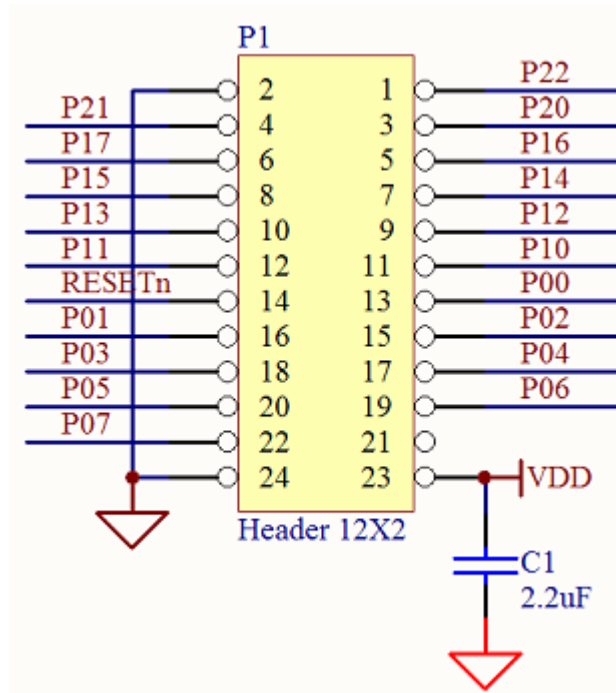 P1
2 1 P22
P21 4 3 P20
P17 6 5 P16
P15 8 7 P14
P13 10 9 P12
P11 12 11 P10
RESETn 14 13 P00
P01 16 15 P02
P03 18 17 P04
P05 20 19 P06
P07 22 21
24 23 VDD
Header 12X2
C1
2.2uF